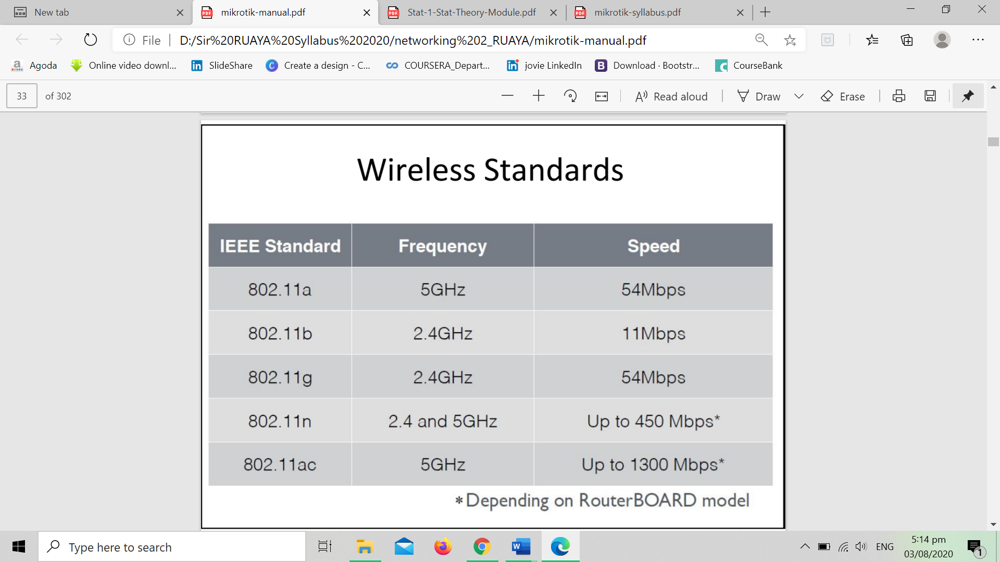 New tab
mikrotik-manual.pdf
Stat-1-Stat-Theory-Module.pdf
mikrotik-syllabus.pdf
File
D:/Sir%20RUAYA%20Syllabus%202020/networking%202_RUAYA/mikrotik-manual.pdf
Agoda
Online video downl...
SlideShare
Create a design - C...
COURSERA_Depart...
jovie LinkedIn
Download · Bootstr...
CourseBank
33 of 302
Read aloud
Draw
Erase
Wireless Standards
IEEE Standard Frequency Speed
802.11a 5GHz 54Mbps
802.11b 2.4GHz 11Mbps
802.11g 2.4GHz 54Mbps
802.11n 2.4 and 5GHz Up to 450 Mbps*
802.11ac 5GHz Up to 1300 Mbps*
*Depending on RouterBOARD model
Type here to search
ENG
5:14 pm
03/08/2020
1